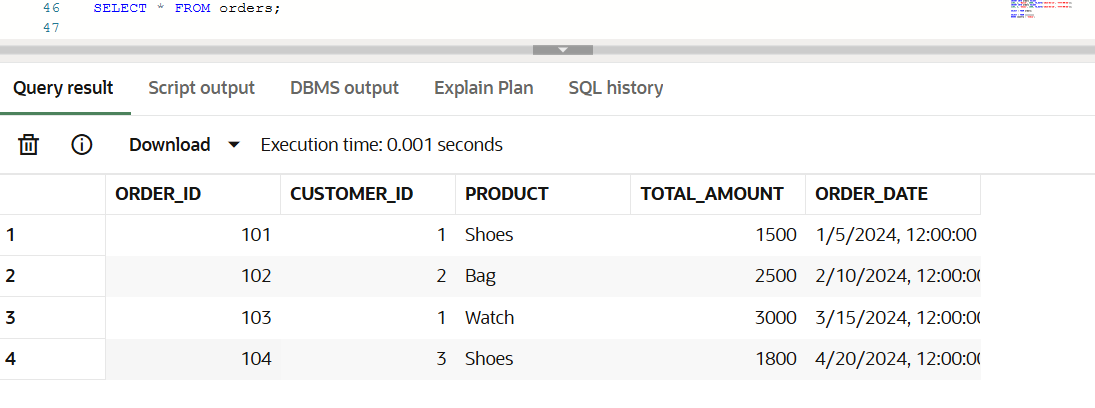 46 SELECT * FROM orders;
47
Query result Script output DBMS output Explain Plan SQL history
Download Execution time: 0.001 seconds
ORDER_ID CUSTOMER_ID PRODUCT TOTAL_AMOUNT ORDER_DATE
1 101 1 Shoes 1500 1/5/2024, 12:00:00
2 102 2 Bag 2500 2/10/2024, 12:00:00
3 103 1 Watch 3000 3/15/2024, 12:00:00
4 104 3 Shoes 1800 4/20/2024, 12:00:00